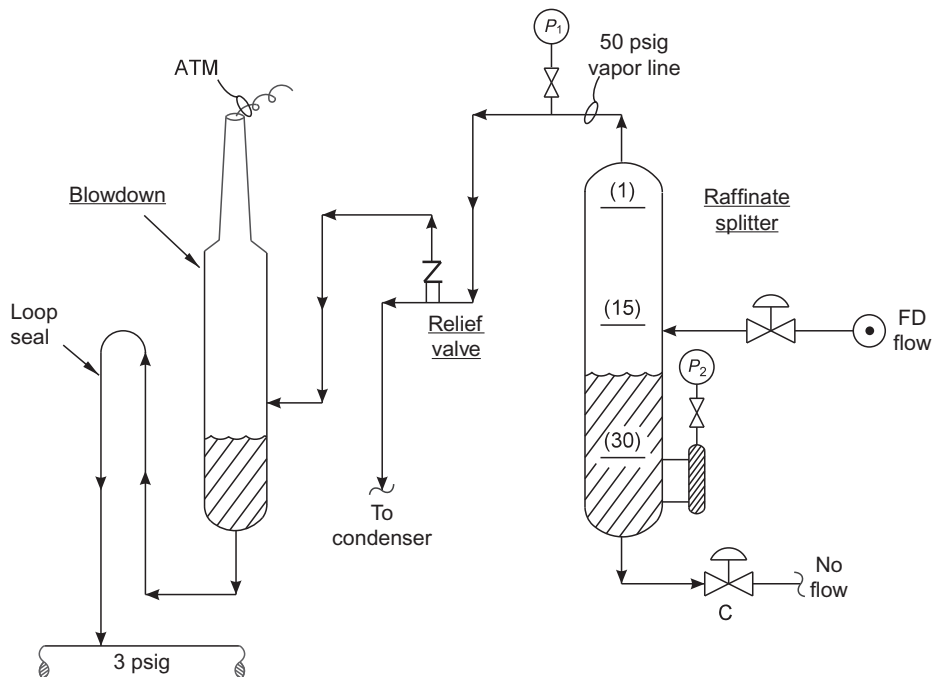 P1
50 psig
vapor line
ATM
Blowdown
(1)
Raffinate
splitter
Loop
seal
(15)
Relief
valve
FD
flow
P2
(30)
To
condenser
No
flow
C
3 psig